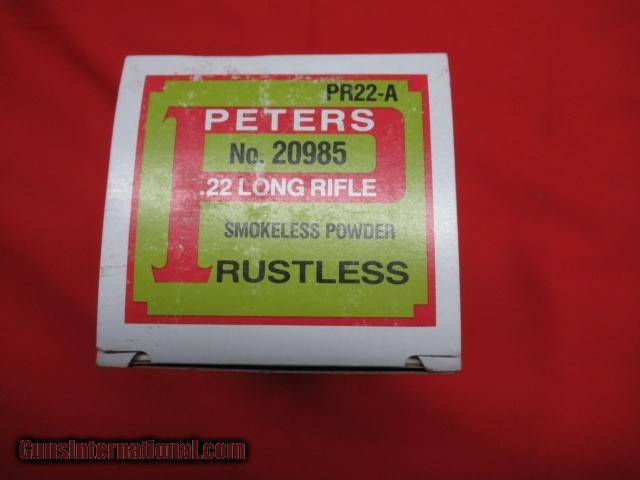 PR22-A
PETERS
No. 20985
.22 LONG RIFLE
SMOKELESS POWDER
RUSTLESS
GunsInternational.com